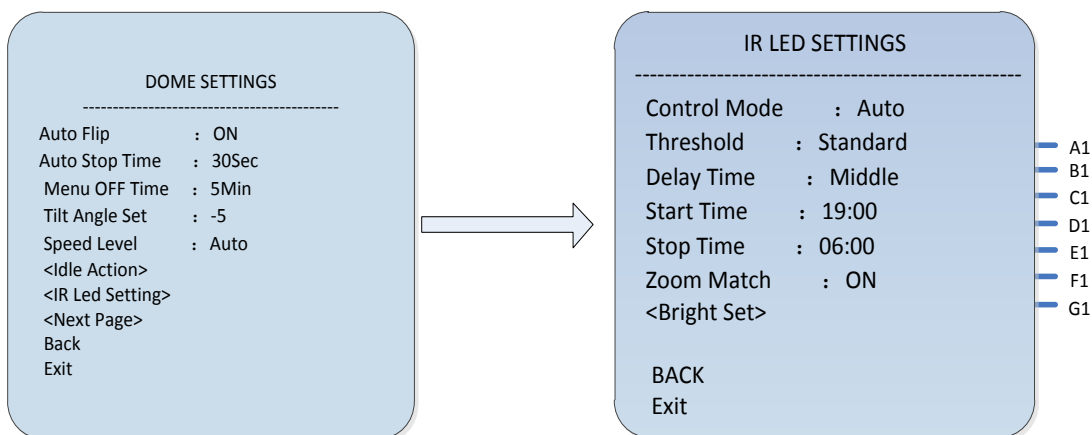 DOME SETTINGS
------------------------------------------
Auto Flip ： ON
Auto Stop Time ： 30Sec
Menu OFF Time ： 5Min
Tilt Angle Set ： -5
Speed Level ： Auto
<Idle Action>
<IR Led Setting>
<Next Page>
Back
Exit
IR LED SETTINGS
------------------------------------------------------
Control Mode ： Auto
Threshold ： Standard
Delay Time ： Middle
Start Time ： 19:00
Stop Time ： 06:00
Zoom Match ： ON
<Bright Set>
BACK
Exit
A1
B1
C1
D1
E1
F1
G1